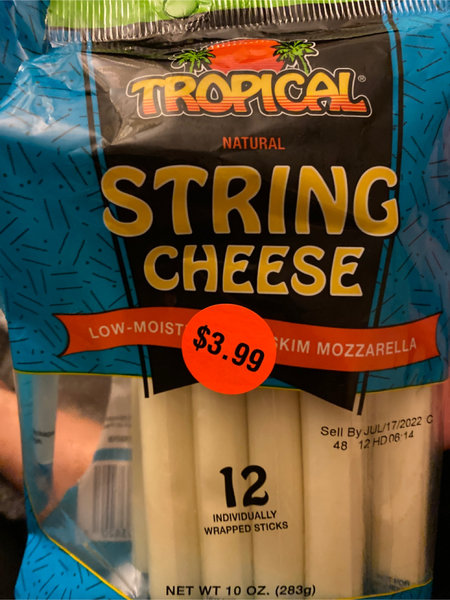 TROPICAL®
NATURAL
STRING
CHEESE
LOW-MOIST SKIM MOZZARELLA
$3.99
Sell By JUL/17/2022 C
48 12 HD 06:14
12
INDIVIDUALLY
WRAPPED STICKS
NET WT 10 OZ. (283g)